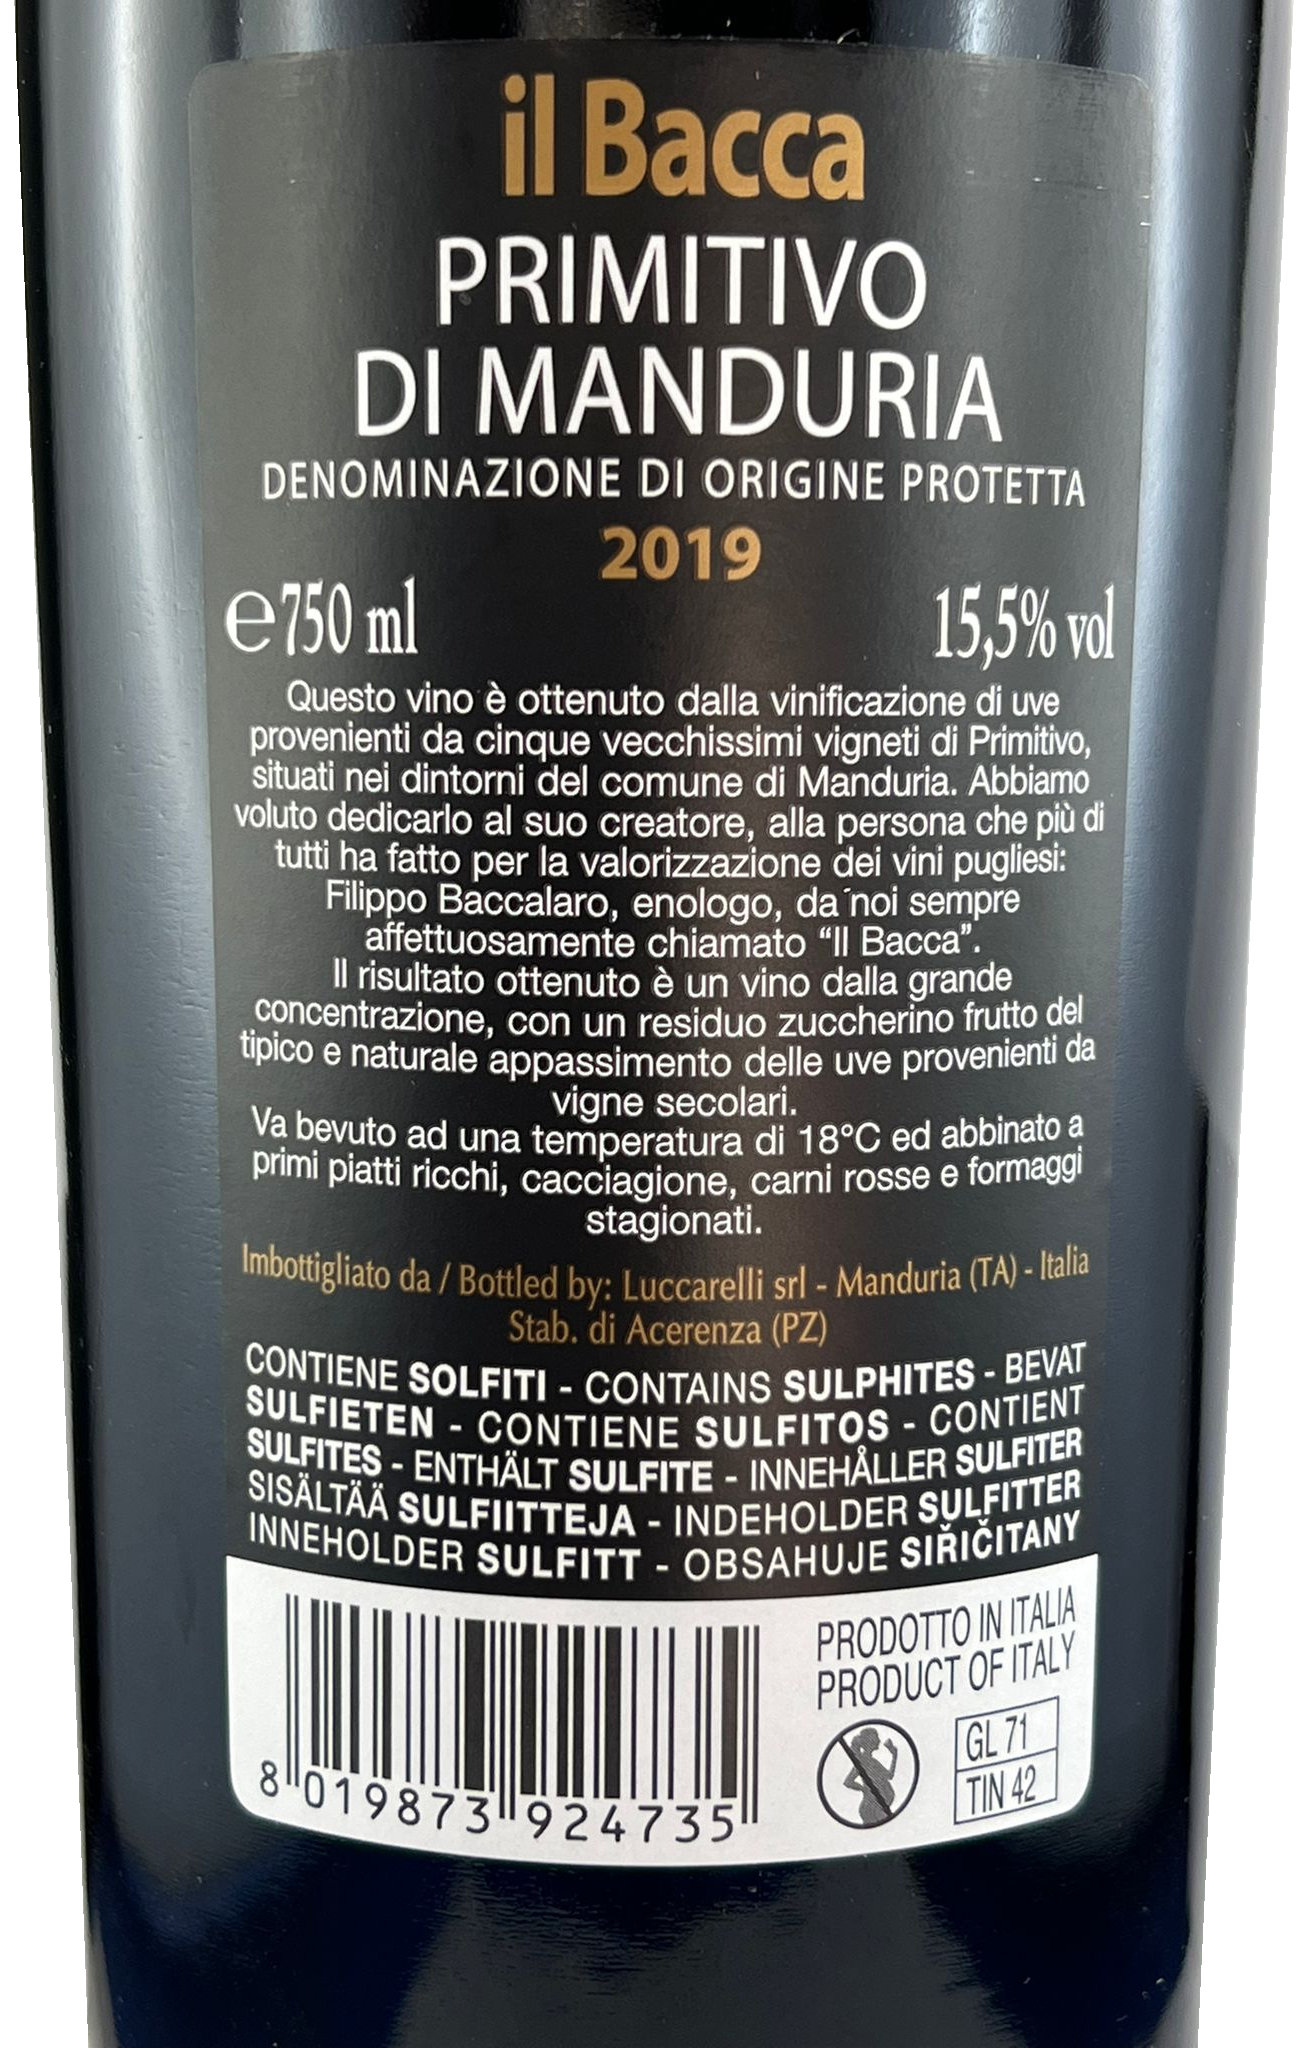 il Bacca
PRIMITIVO
DI MANDURIA
DENOMINAZIONE DI ORIGINE PROTETTA
2019
℮750 ml 15,5% vol
Questo vino è ottenuto dalla vinificazione di uve
provenienti da cinque vecchissimi vigneti di Primitivo,
situati nei dintorni del comune di Manduria. Abbiamo
voluto dedicarlo al suo creatore, alla persona che più di
tutti ha fatto per la valorizzazione dei vini pugliesi:
Filippo Baccalaro, enologo, da noi sempre
affettuosamente chiamato “Il Bacca”.
Il risultato ottenuto è un vino dalla grande
concentrazione, con un residuo zuccherino frutto del
tipico e naturale appassimento delle uve provenienti da
vigne secolari.
Va bevuto ad una temperatura di 18°C ed abbinato a
primi piatti ricchi, cacciagione, carni rosse e formaggi
stagionati.
Imbottigliato da / Bottled by: Luccarelli srl - Manduria (TA) - Italia
Stab. di Acerenza (PZ)
CONTIENE SOLFITI - CONTAINS SULPHITES - BEVAT
SULFIETEN - CONTIENE SULFITOS - CONTIENT
SULFITES - ENTHÄLT SULFITE - INNEHÅLLER SULFITER
SISÄLTÄÄ SULFIITTEJA - INDEHOLDER SULFITTER
INNEHOLDER SULFITT - OBSAHUJE SIŘIČITANY
PRODOTTO IN ITALIA
PRODUCT OF ITALY
GL 71
TIN 42
8 019873 924735